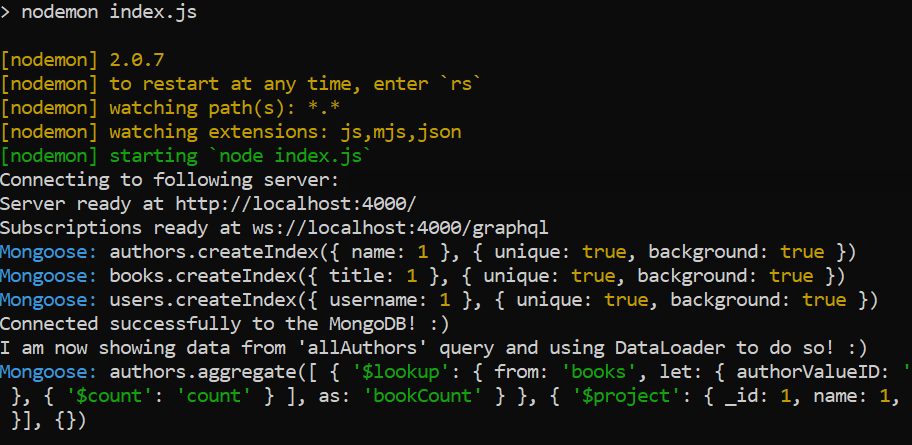 > nodemon index.js
[nodemon] 2.0.7
[nodemon] to restart at any time, enter `rs`
[nodemon] watching path(s): *.*
[nodemon] watching extensions: js,mjs,json
[nodemon] starting `node index.js`
Connecting to following server:
Server ready at http://localhost:4000/
Subscriptions ready at ws://localhost:4000/graphql
Mongoose: authors.createIndex({ name: 1 }, { unique: true, background: true })
Mongoose: books.createIndex({ title: 1 }, { unique: true, background: true })
Mongoose: users.createIndex({ username: 1 }, { unique: true, background: true })
Connected successfully to the MongoDB! :)
I am now showing data from 'allAuthors' query and using DataLoader to do so! :)
Mongoose: authors.aggregate([ { '$lookup': { from: 'books', let: { authorValueID: '
}, { '$count': 'count' } ], as: 'bookCount' } }, { '$project': { _id: 1, name: 1,
}], {})